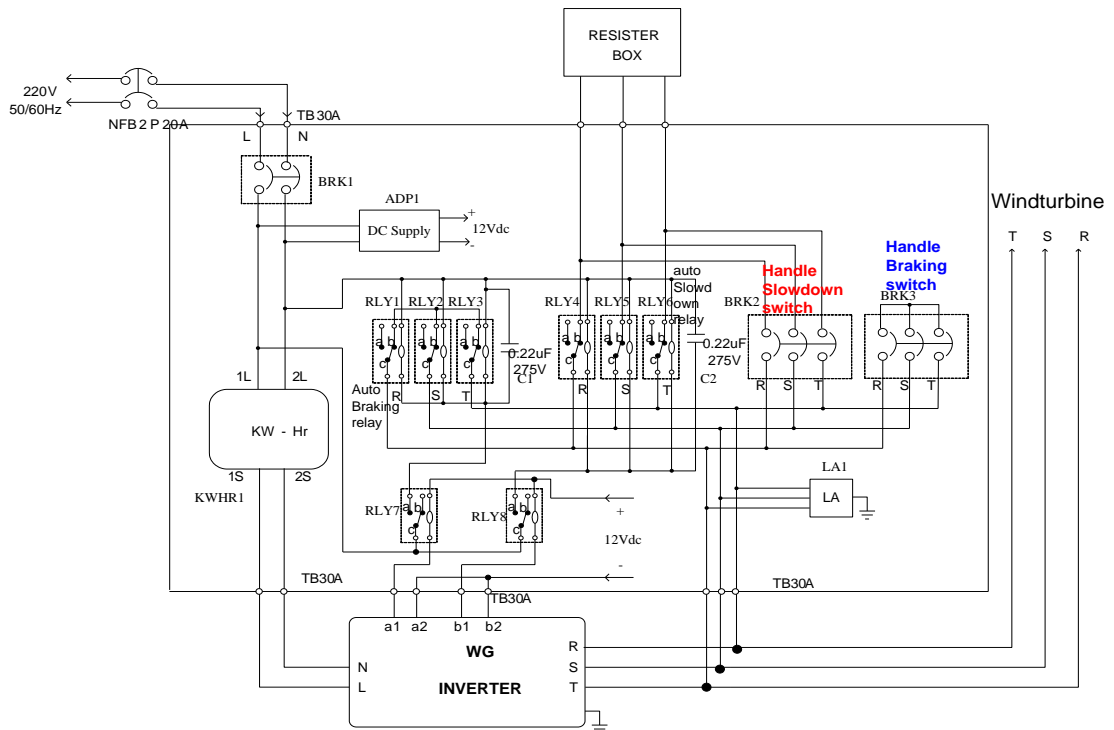 RESISTER
BOX
220V
50/60Hz
NFB 2 P 20A
TB30A
L
N
BRK1
ADP1
DC Supply
+
12Vdc
-
Windturbine
T S R
Handle
Braking
switch
BRK3
Handle
Slowdown
switch
BRK2
auto
Slowd
own
relay
RLY1 RLY2 RLY3
RLY4 RLY5 RLY6
a b a b a b
c c c
a b a b a b
c c c
0.22uF
275V
C1
0.22uF
275V
C2
R S T
R S T
R S T
R S T
Auto
Braking
relay
1L 2L
KW - Hr
1S 2S
KWHR1
RLY7
a b
c
RLY8
a b
c
+
12Vdc
-
LA1
LA
TB30A
TB30A
TB30A
a1 a2 b1 b2
WG
INVERTER
N
L
R
S
T